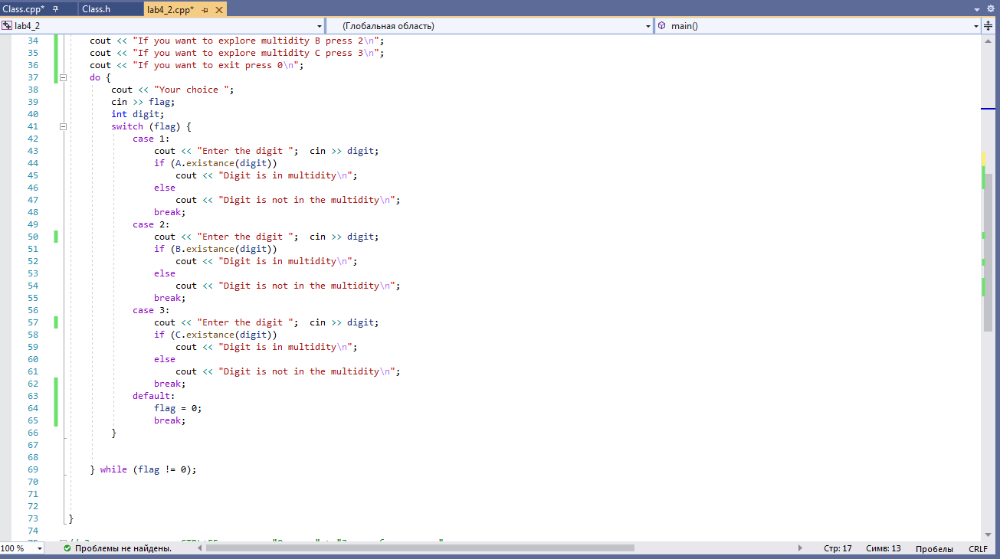 Class.cpp* Class.h lab4_2.cpp*
lab4_2 (Глобальная область) main()
34 cout << "If you want to explore multidity B press 2\n";
35 cout << "If you want to explore multidity C press 3\n";
36 cout << "If you want to exit press 0\n";
37 do {
38 cout << "Your choice ";
39 cin >> flag;
40 int digit;
41 switch (flag) {
42 case 1:
43 cout << "Enter the digit "; cin >> digit;
44 if (A.existance(digit))
45 cout << "Digit is in multidity\n";
46 else
47 cout << "Digit is not in the multidity\n";
48 break;
49 case 2:
50 cout << "Enter the digit "; cin >> digit;
51 if (B.existance(digit))
52 cout << "Digit is in multidity\n";
53 else
54 cout << "Digit is not in the multidity\n";
55 break;
56 case 3:
57 cout << "Enter the digit "; cin >> digit;
58 if (C.existance(digit))
59 cout << "Digit is in multidity\n";
60 else
61 cout << "Digit is not in the multidity\n";
62 break;
63 default:
64 flag = 0;
65 break;
66 }
67
68
69 } while (flag != 0);
70
71
72
73 }
74
100 % Проблемы не найдены. Стр: 17 Симв: 13 Пробелы CRLF